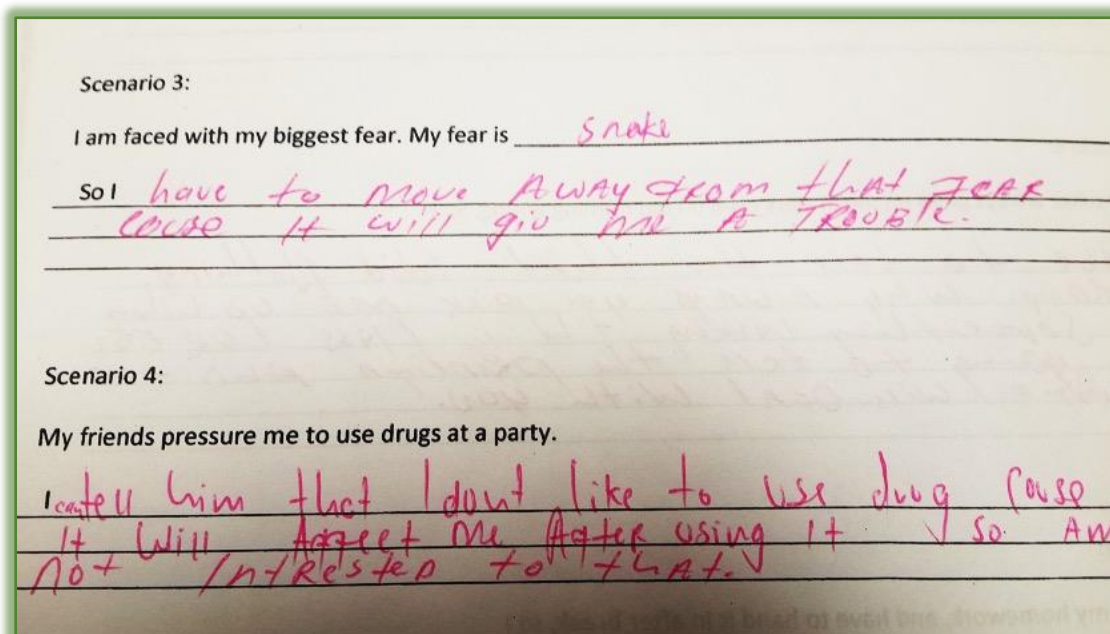 Scenario 3:
I am faced with my biggest fear. My fear is snake
So I have to move AWAY from that FEAR
cause It will giv me A TROUBLE.
Scenario 4:
My friends pressure me to use drugs at a party.
I can tell him that I dont like to use drug cause
It Will Affect Me After using It so. Am
not IntRested to that.